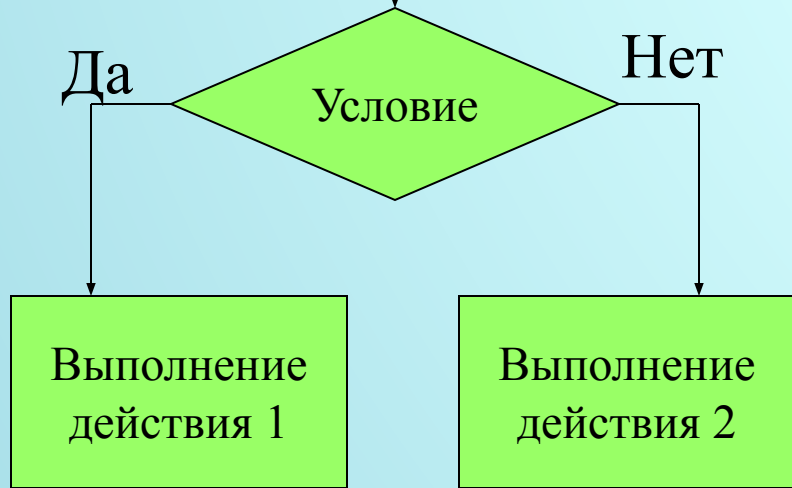 Да
Нет
Условие
Выполнение
действия 1
Выполнение
действия 2